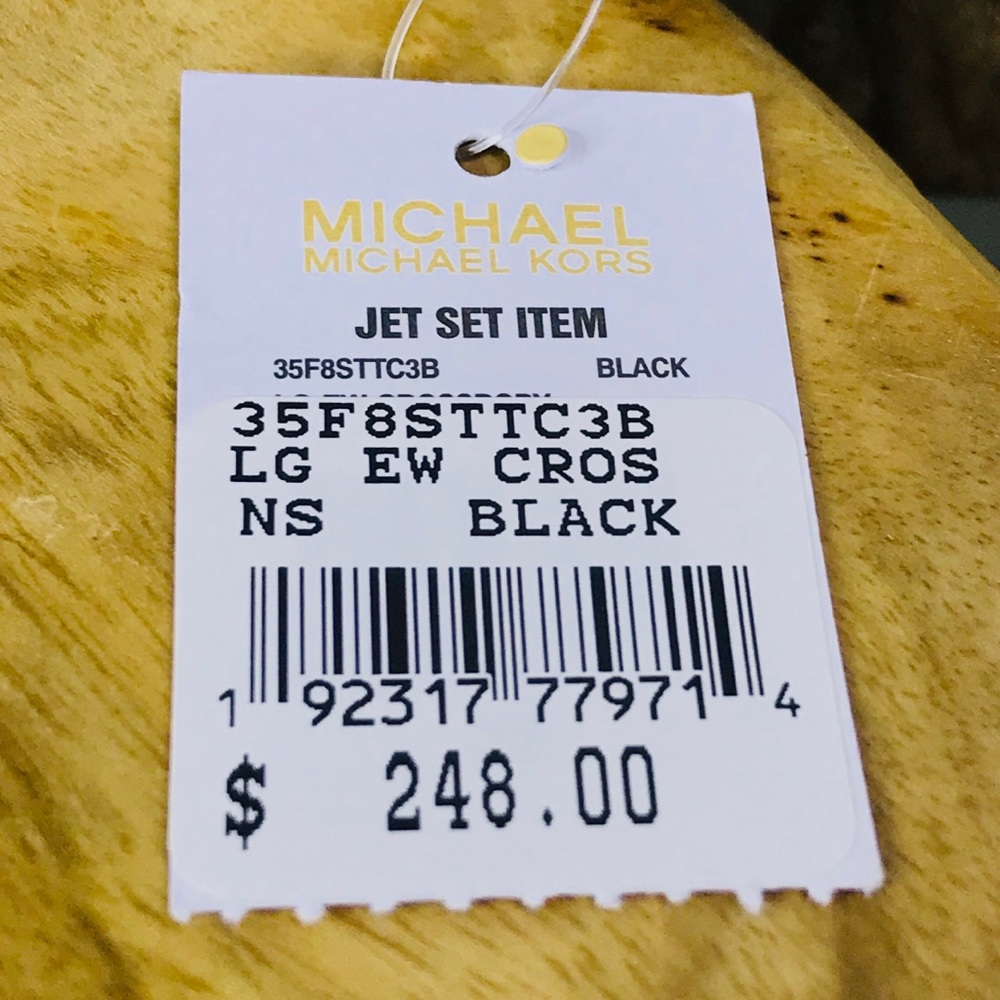 MICHAEL
MICHAEL KORS
JET SET ITEM
35F8STTC3B BLACK
35F8STTC3B
LG EW CROS
NS BLACK
1 92317 77971 4
$ 248.00